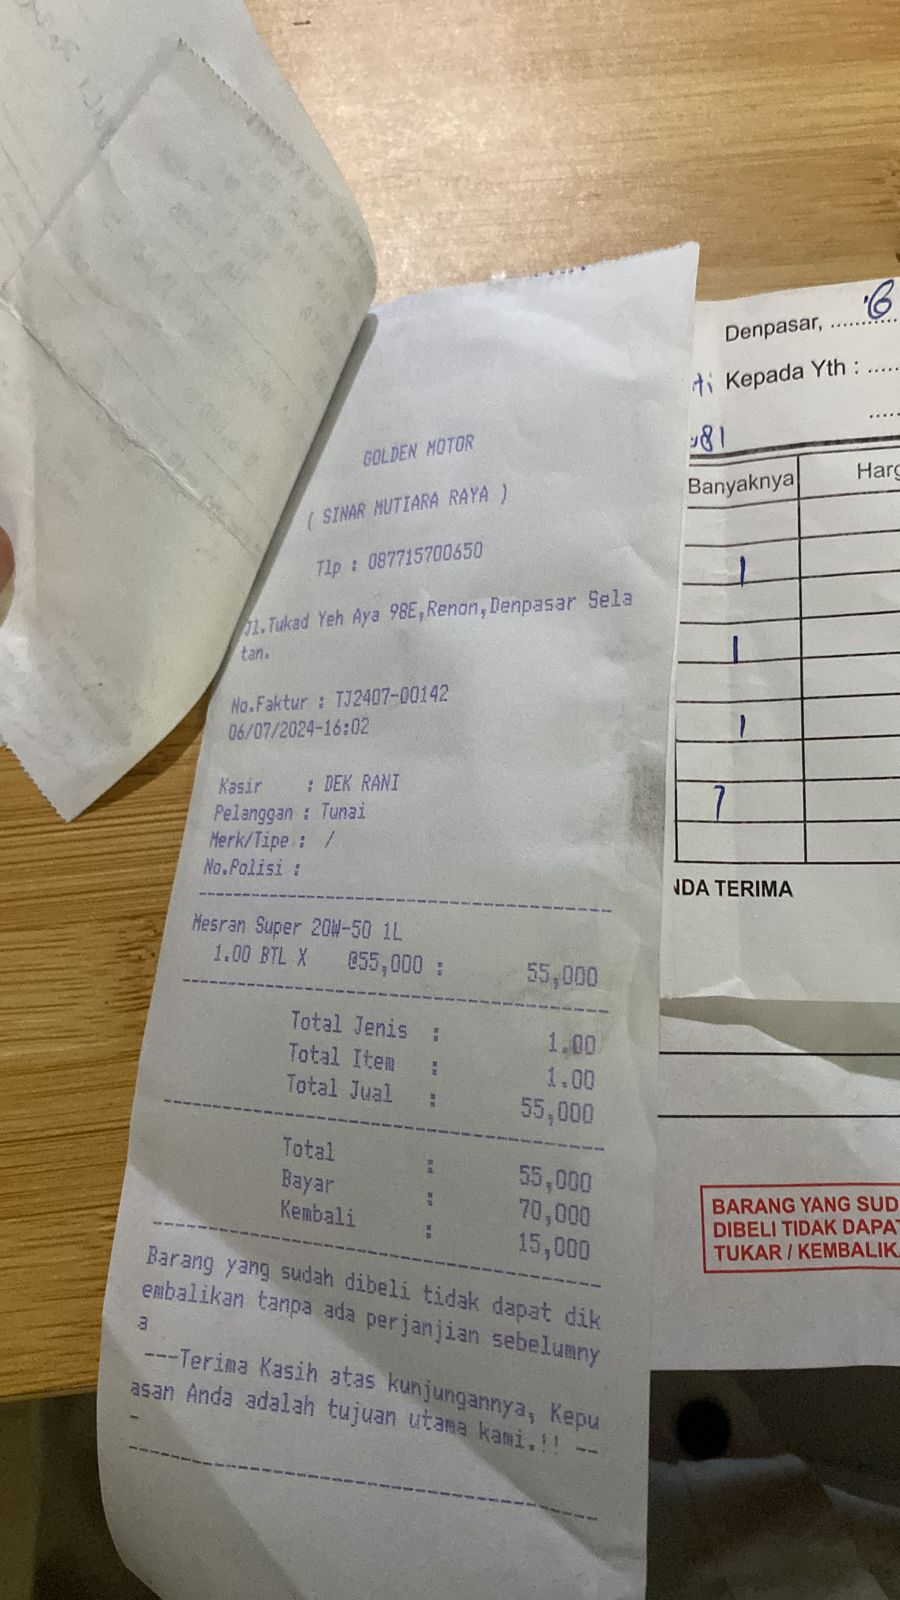 GOLDEN MOTOR
( SINAR MUTIARA RAYA )
Tlp : 087715700650
Jl.Tukad Yeh Aya 98E,Renon,Denpasar Sela
tan.
No.Faktur : TJ2407-00142
06/07/2024-16:02
Kasir : DEK RANI
Pelanggan : Tunai
Merk/Tipe : /
No.Polisi :
Mesran Super 20W-50 1L
1.00 BTL X @55,000 : 55,000
Total Jenis : 1.00
Total Item : 1.00
Total Jual : 55,000
Total : 55,000
Bayar : 70,000
Kembali : 15,000
Barang yang sudah dibeli tidak dapat dik
embalikan tanpa ada perjanjian sebelumny
a
---Terima Kasih atas kunjungannya, Kepu
asan Anda adalah tujuan utama kami.!! --
-
Denpasar, ..........
Kepada Yth : .....
81
Banyaknya Harg
1
1
1
7
NDA TERIMA
BARANG YANG SUD
DIBELI TIDAK DAPA
TUKAR / KEMBALIK